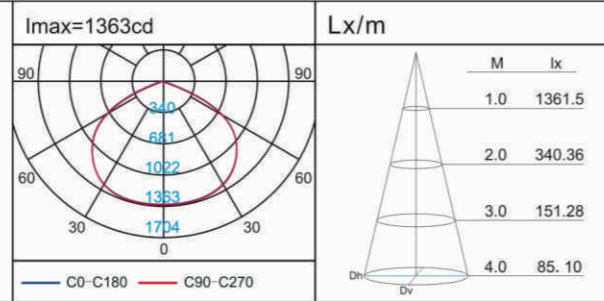 Imax=1363cd
90 90
340
681
1022
60 60
1363
30 30
1704
0
C0-C180 C90-C270
Lx/m
M lx
1.0 1361.5
2.0 340.36
3.0 151.28
4.0 85. 10
Dh
Dv